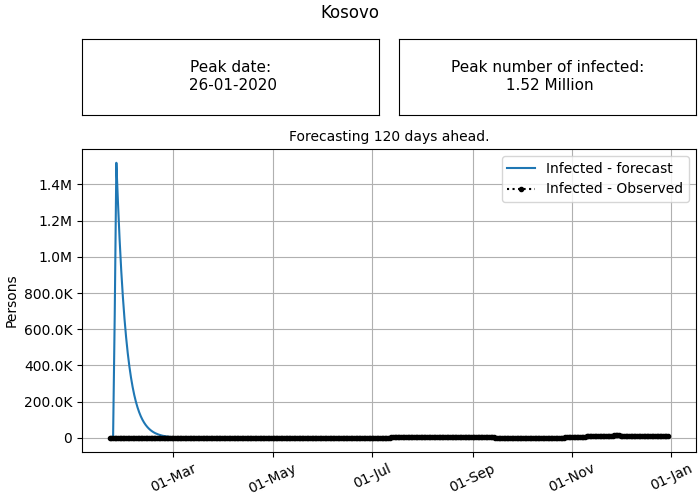 Kosovo
Peak date:
26-01-2020
Peak number of infected:
1.52 Million
Forecasting 120 days ahead.
Infected - forecast
Infected - Observed
1.4M
1.2M
1.0M
800.0K
600.0K
400.0K
200.0K
0
Persons
01-Mar
01-May
01-Jul
01-Sep
01-Nov
01-Jan